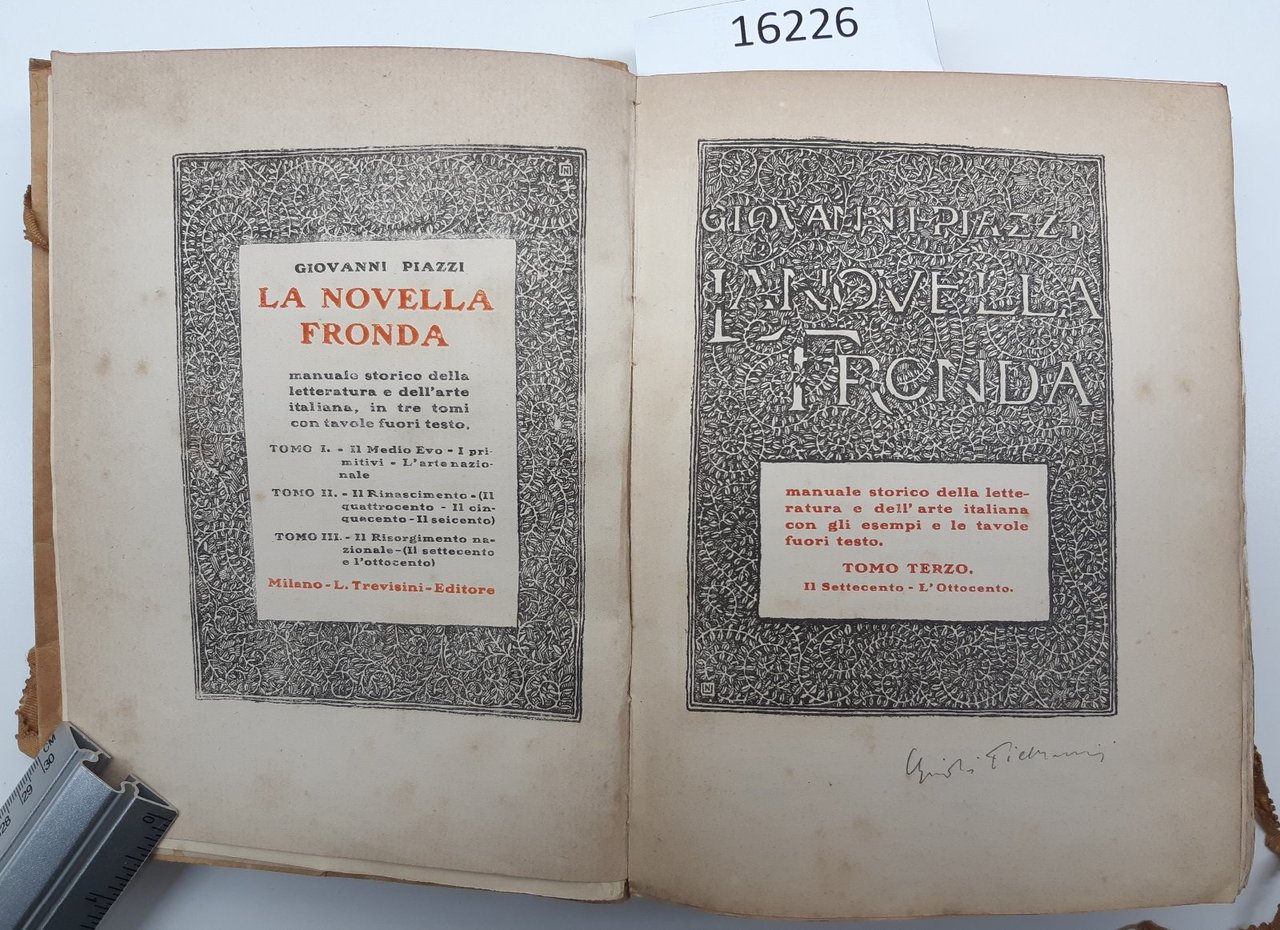 16226
GIOVANNI PIAZZI
LA NOVELLA
FRONDA
manuale storico della
letteratura e dell'arte
italiana, in tre tomi
con tavole fuori testo.
TOMO I. - Il Medio Evo - I pri-
mitivi - L'arte nazio-
nale
TOMO II. - Il Rinascimento - (Il
quattrocento - Il cin-
quecento - Il seicento)
TOMO III. - Il Risorgimento na-
zionale - (Il settecento
e l'ottocento)
Milano - L. Trevisini - Editore
GIOVANNI·PIAZZI
LA NOVELLA
FRONDA
manuale storico della lette-
ratura e dell'arte italiana
con gli esempi e le tavole
fuori testo.
TOMO TERZO.
Il Settecento - L'Ottocento.
CM
30
29
28